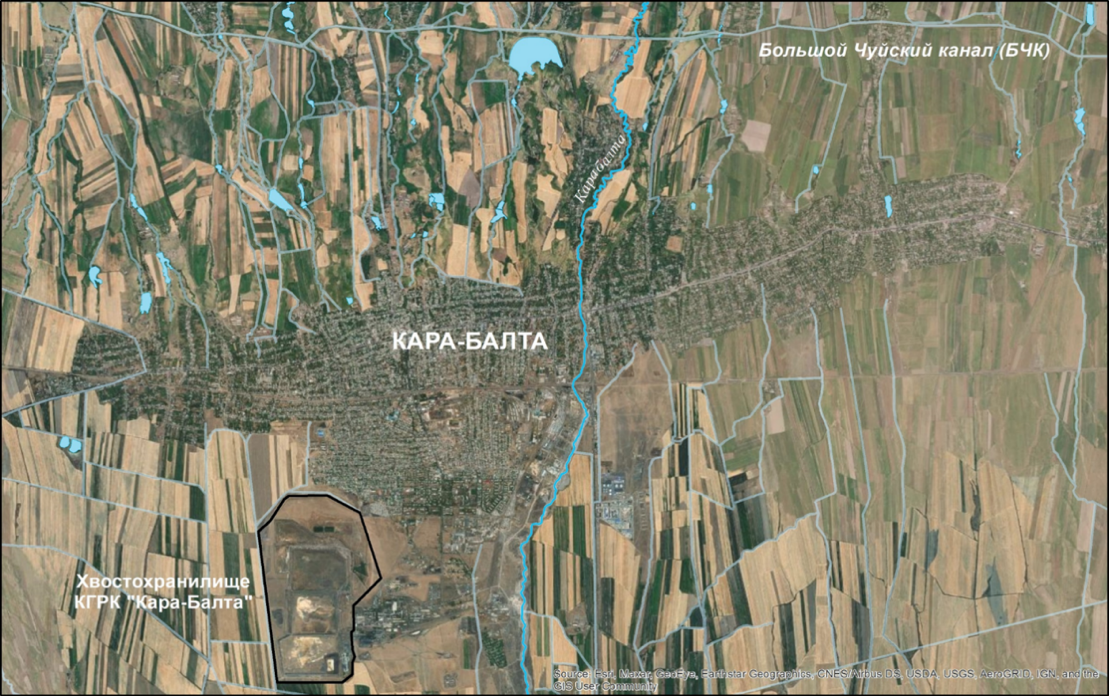 Большой Чуйский канал (БЧК)
Карабалта
КАРА-БАЛТА
Хвостохранилище
КГРК "Кара-Балта"
Source: Esri, Maxar, GeoEye, Earthstar Geographics, CNES/Airbus DS, USDA, USGS, AeroGRID, IGN, and the
GIS User Community